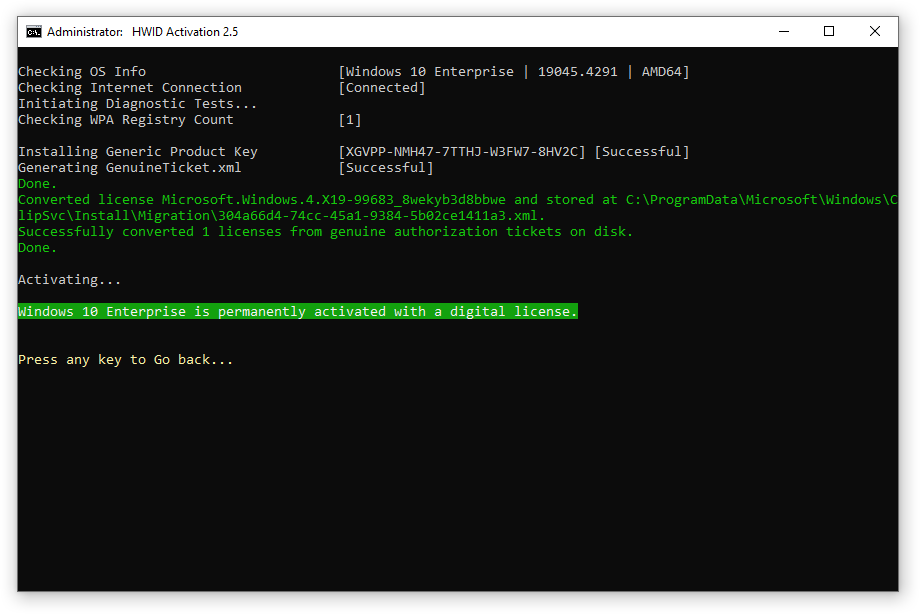 Administrator: HWID Activation 2.5
Checking OS Info [Windows 10 Enterprise | 19045.4291 | AMD64]
Checking Internet Connection [Connected]
Initiating Diagnostic Tests...
Checking WPA Registry Count [1]
Installing Generic Product Key [XGVPP-NMH47-7TTHJ-W3FW7-8HV2C] [Successful]
Generating GenuineTicket.xml [Successful]
Done.
Converted license Microsoft.Windows.4.X19-99683_8wekyb3d8bbwe and stored at C:\ProgramData\Microsoft\Windows\C
lipSvc\Install\Migration\304a66d4-74cc-45a1-9384-5b02ce1411a3.xml.
Successfully converted 1 licenses from genuine authorization tickets on disk.
Done.
Activating...
Windows 10 Enterprise is permanently activated with a digital license.
Press any key to Go back...